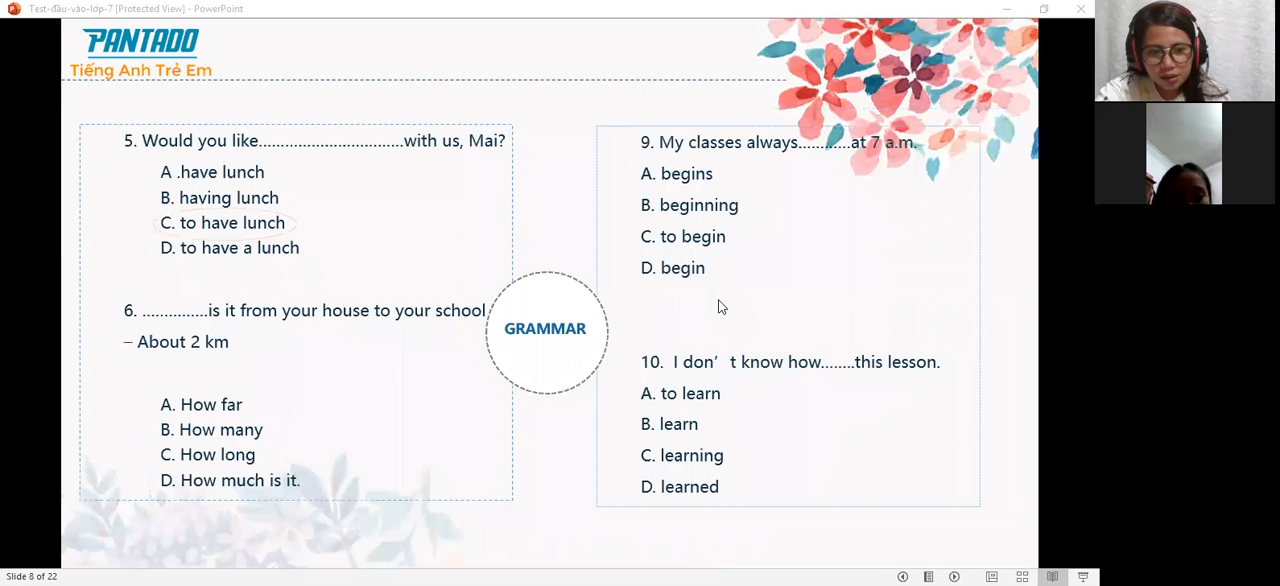 Test-đầu-vào-lớp-7 [Protected View] - PowerPoint
PANTADO
Tiếng Anh Trẻ Em
5. Would you like................................with us, Mai?
A .have lunch
B. having lunch
C. to have lunch
D. to have a lunch
6. ..............is it from your house to your school
– About 2 km
A. How far
B. How many
C. How long
D. How much is it.
GRAMMAR
9. My classes always...........at 7 a.m.
A. begins
B. beginning
C. to begin
D. begin
10. I don’ t know how........this lesson.
A. to learn
B. learn
C. learning
D. learned
Slide 8 of 22